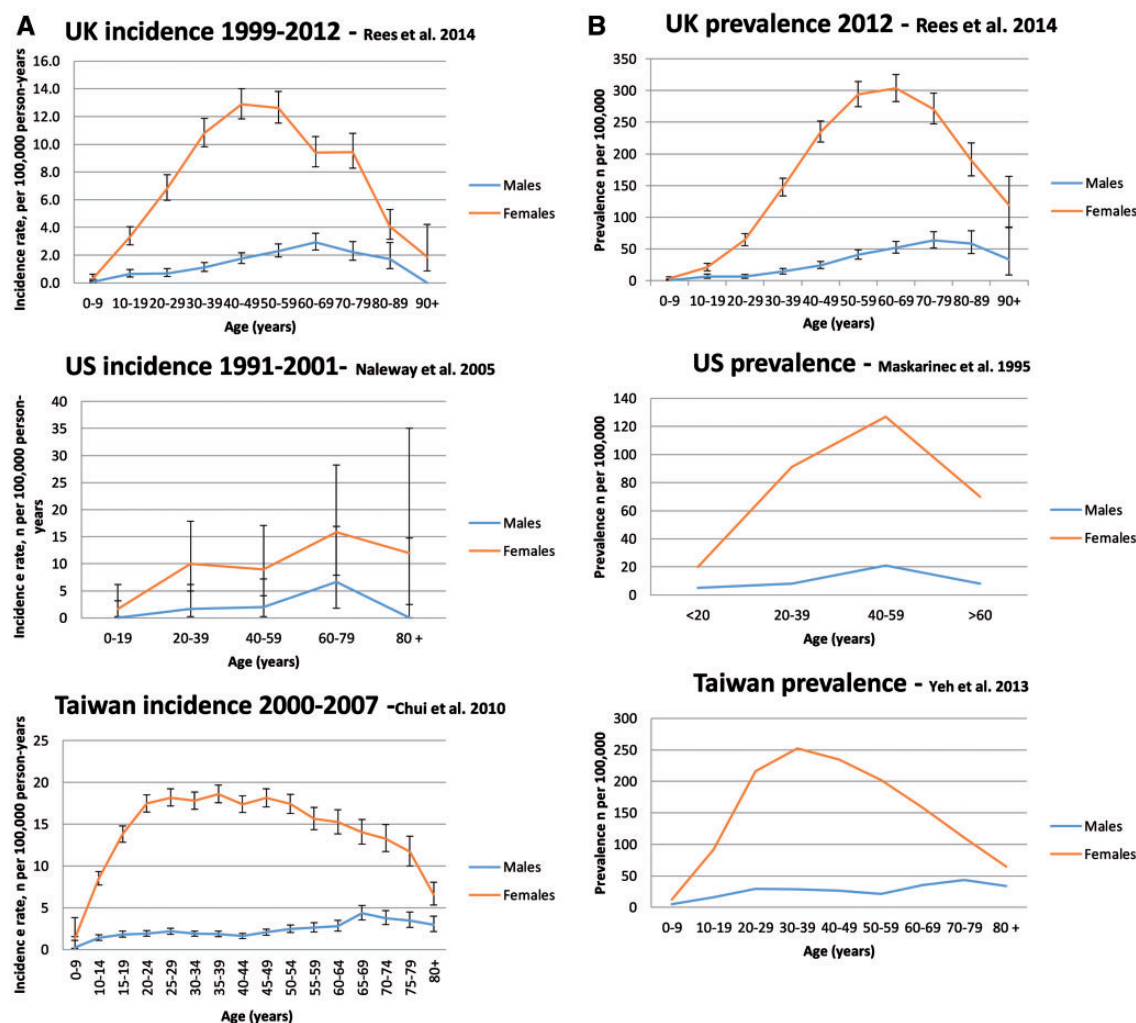 A
UK incidence 1999-2012 - Rees et al. 2014
Incidence rate, per 100,000 person-years
16.0
14.0
12.0
10.0
8.0
6.0
4.0
2.0
0.0
0-9 10-19 20-29 30-39 40-49 50-59 60-69 70-79 80-89 90+
Age (years)
Males
Females
US incidence 1991-2001- Naleway et al. 2005
Incidenc e rate, n per 100,000 person-
years
40
35
30
25
20
15
10
5
0
0-19 20-39 40-59 60-79 80 +
Age (years)
Males
Females
Taiwan incidence 2000-2007 -Chui et al. 2010
Incidenc e rate, n per 100,000 person-years
25
20
15
10
5
0
0-9 10-14 15-19 20-24 25-29 30-34 35-39 40-44 45-49 50-54 55-59 60-64 65-69 70-74 75-79 80+
Age (years)
Males
Females
B
UK prevalence 2012 - Rees et al. 2014
Prevalence n per 100,000
350
300
250
200
150
100
50
0
0-9 10-19 20-29 30-39 40-49 50-59 60-69 70-79 80-89 90+
Age (years)
Males
Females
US prevalence - Maskarinec et al. 1995
Prevalence n per 100,000
140
120
100
80
60
40
20
0
<20 20-39 40-59 >60
Age (years)
Males
Females
Taiwan prevalence - Yeh et al. 2013
Prevalence n per 100,000
300
250
200
150
100
50
0
0-9 10-19 20-29 30-39 40-49 50-59 60-69 70-79 80 +
Age (years)
Males
Females